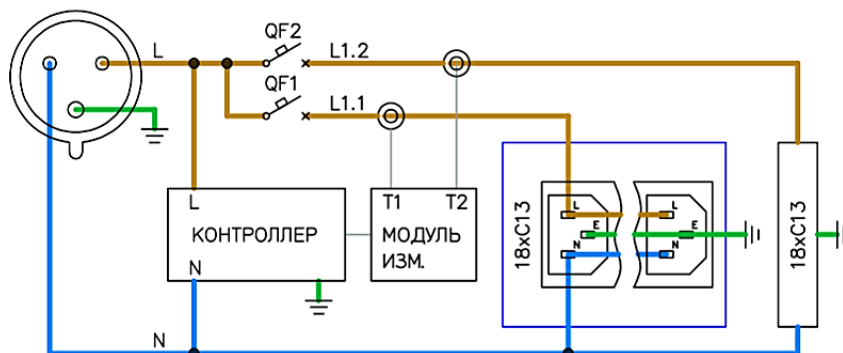 L
QF2
L1.2
QF1
L1.1
L
КОНТРОЛЛЕР
N
T1
T2
МОДУЛЬ
ИЗМ.
18xC13
L
E
N
L
E
N
18xC13
N